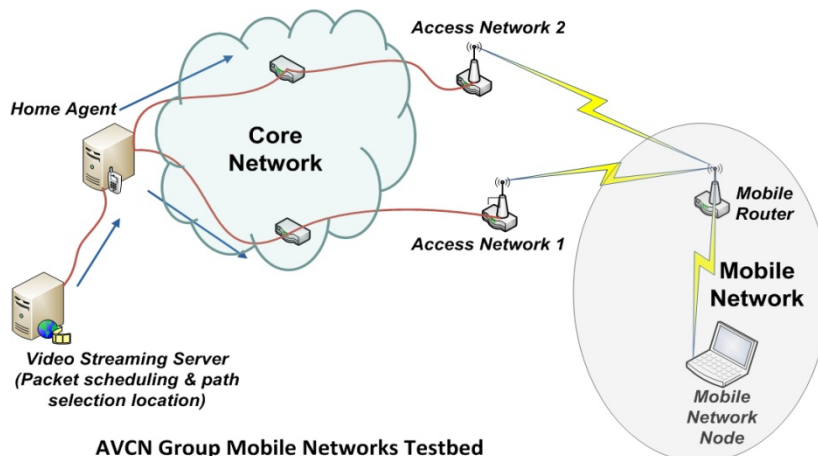 Access Network 2
Home Agent
Core
Network
Mobile
Router
Access Network 1
Mobile
Network
Video Streaming Server
(Packet scheduling & path
selection location)
Mobile
Network
Node
AVCN Group Mobile Networks Testbed